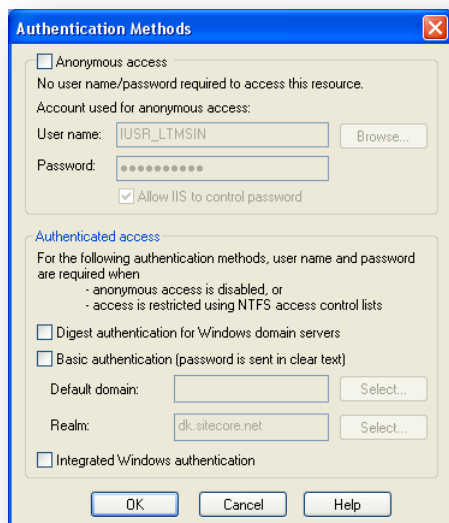 Authentication Methods
Anonymous access
No user name/password required to access this resource.
Account used for anonymous access:
User name: IUSR_LTMSIN Browse...
Password: ●●●●●●●●●●
Allow IIS to control password
Authenticated access
For the following authentication methods, user name and password
are required when
- anonymous access is disabled, or
- access is restricted using NTFS access control lists
Digest authentication for Windows domain servers
Basic authentication (password is sent in clear text)
Default domain: Select...
Realm: dk.sitecore.net Select...
Integrated Windows authentication
OK Cancel Help